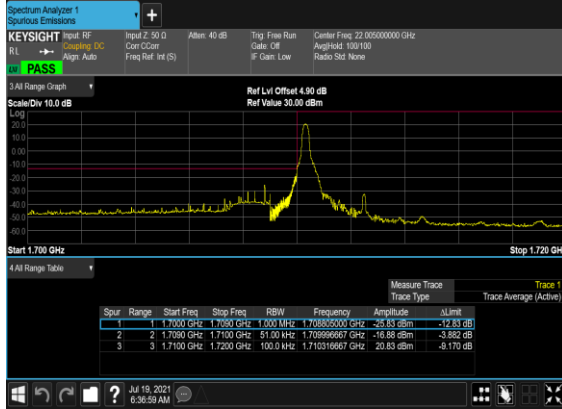 Spectrum Analyzer 1
Spurious Emissions
+
KEYSIGHT Input: RF Input Z: 50 Ω Atten: 40 dB Trig: Free Run Center Freq: 22.005000000 GHz
RL Coupling: DC Corr CCorr Gate: Off Avg|Hold: 100/100
Align: Auto Freq Ref: Int (S) IF Gain: Low Radio Std: None
PASS
3 All Range Graph
Ref Lvl Offset 4.90 dB
Scale/Div 10.0 dB Ref Value 30.00 dBm
Log
20.0
10.0
0.00
-10.0
-20.0
-30.0
-40.0
-50.0
-60.0
Start 1.700 GHz Stop 1.720 GH
4 All Range Table
Measure Trace Trace 1
Trace Type Trace Average (Active)
Spur Range Start Freq Stop Freq RBW Frequency Amplitude ΔLimit
1 1 1.7000 GHz 1.7090 GHz 1.000 MHz 1.708805000 GHz -25.83 dBm -12.83 dB
2 2 1.7090 GHz 1.7100 GHz 51.00 kHz 1.709996667 GHz -16.88 dBm -3.882 dB
3 3 1.7100 GHz 1.7200 GHz 100.0 kHz 1.710316667 GHz 20.83 dBm -9.170 dB
? Jul 19, 2021
6:36:59 AM